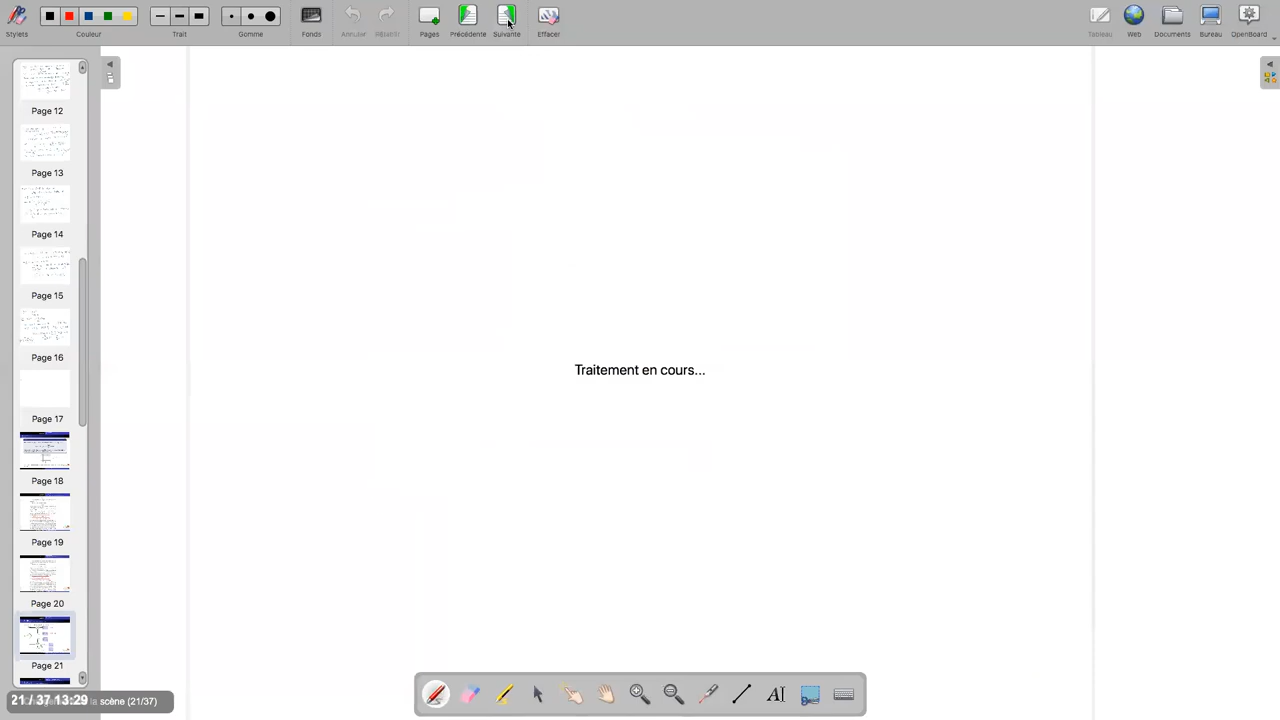 Stylets
Couleur
Trait
Gomme
Fonds
Annuler
Rétablir
Pages
Précédente
Suivante
Effacer
Tableau
Web
Documents
Bureau
OpenBoard
Page 12
Page 13
Page 14
Page 15
Page 16
Page 17
Page 18
Page 19
Page 20
Page 21
Traitement en cours...
21 / 37 13:29
la scène (21/37)